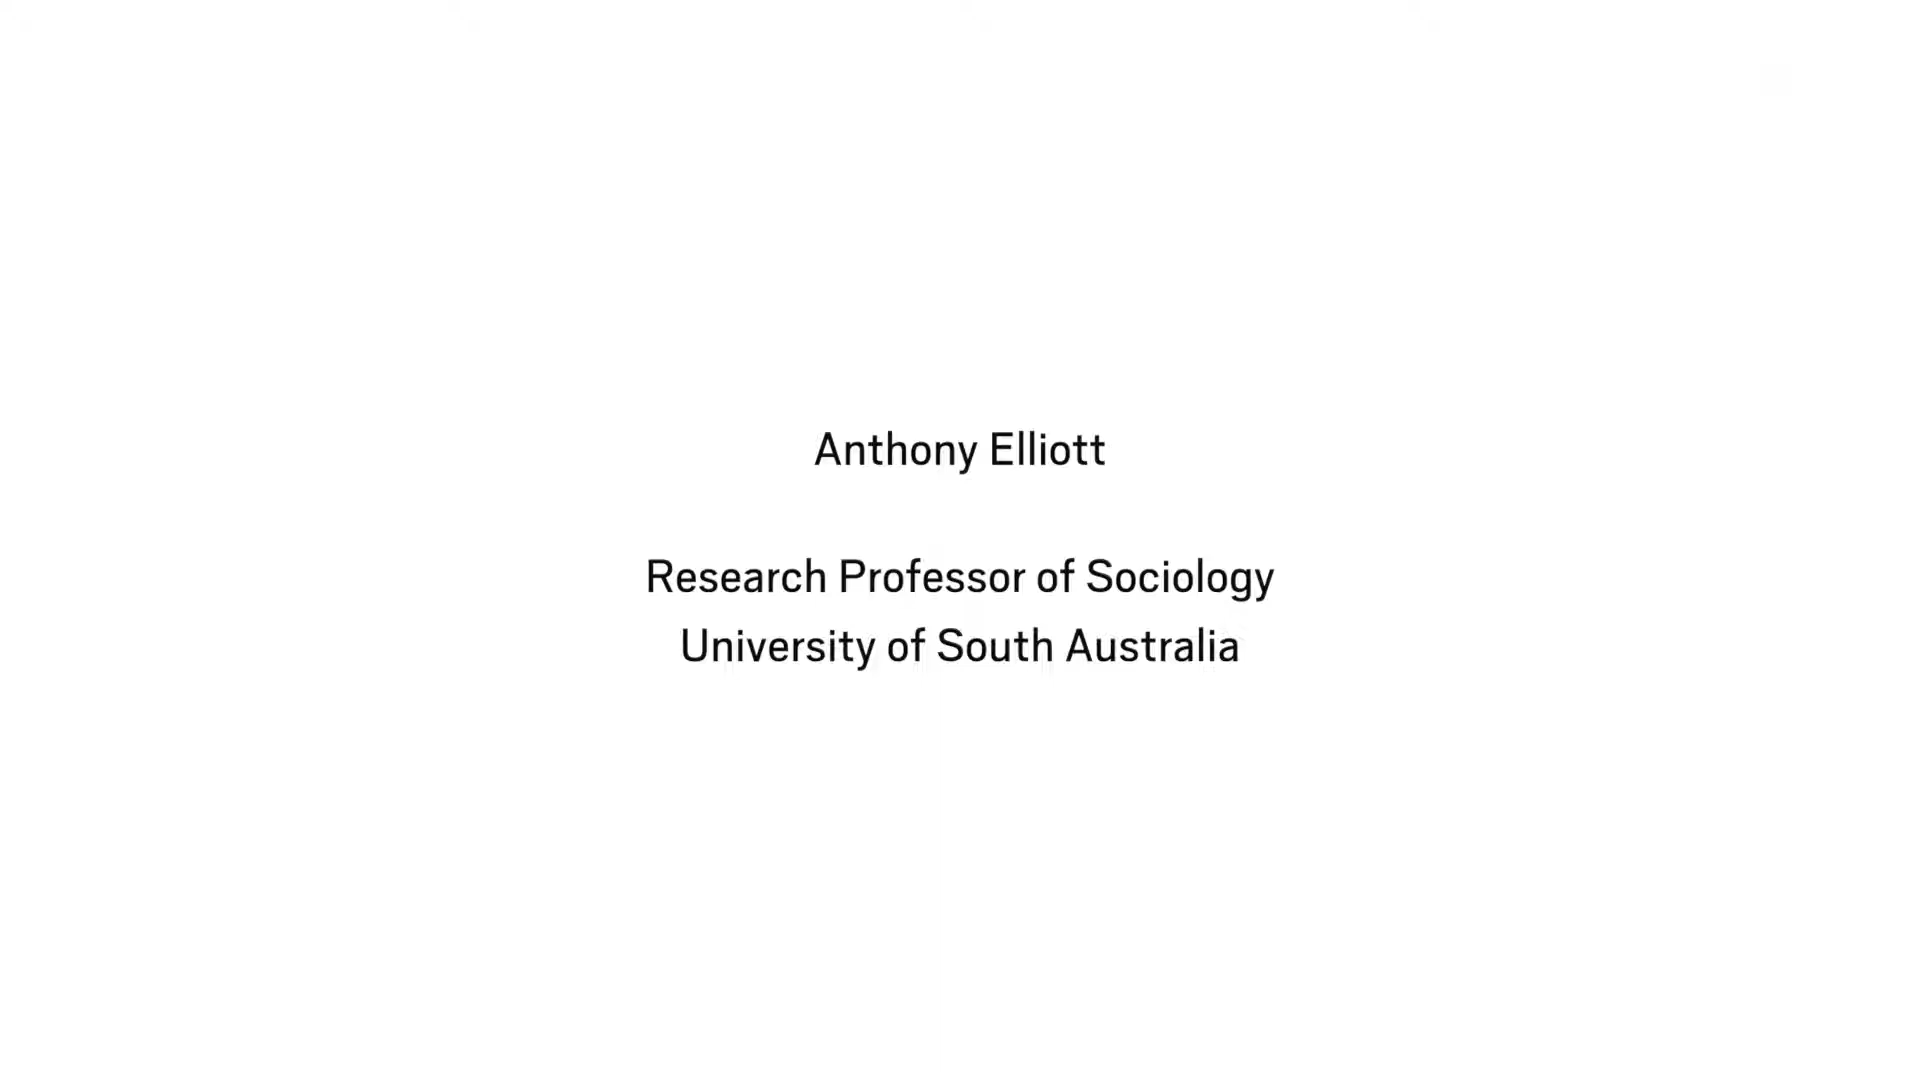 Anthony Elliott
Research Professor of Sociology
University of South Australia